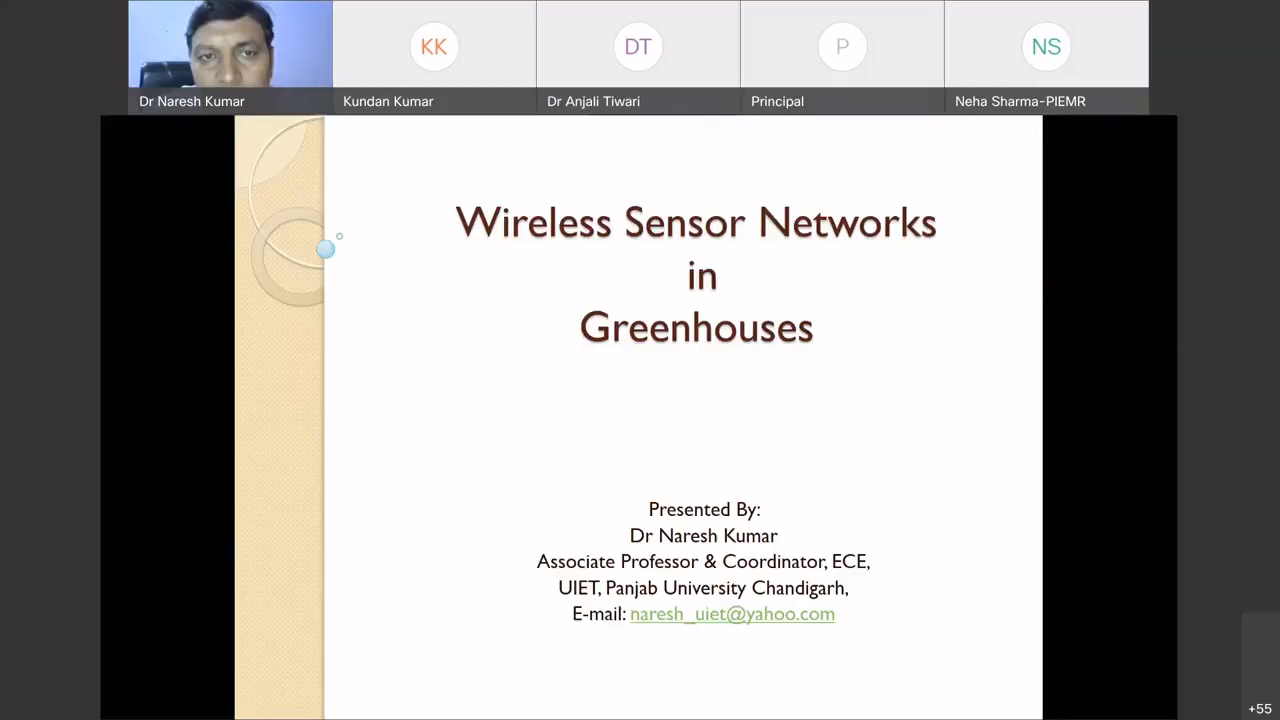 KK
DT
P
NS
Dr Naresh Kumar
Kundan Kumar
Dr Anjali Tiwari
Principal
Neha Sharma-PIEMR
Wireless Sensor Networks
in
Greenhouses
Presented By:
Dr Naresh Kumar
Associate Professor & Coordinator, ECE,
UIET, Panjab University Chandigarh,
E-mail: naresh_uiet@yahoo.com
+55